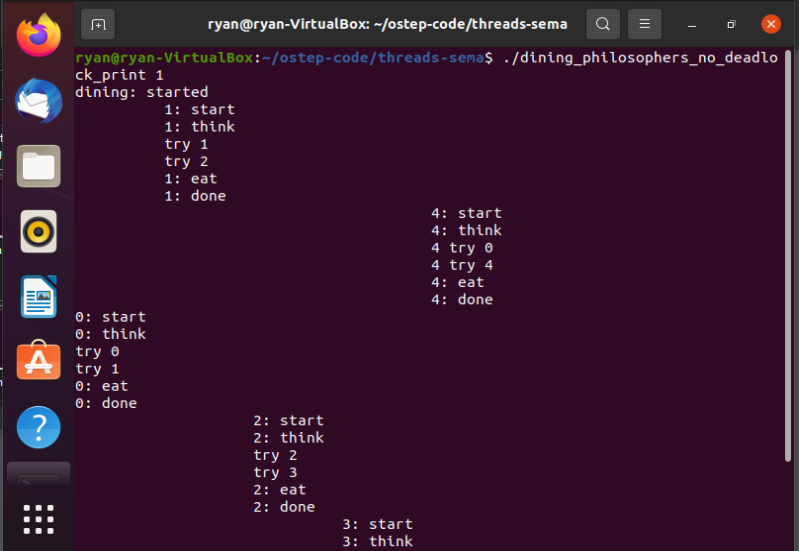 ryan@ryan-VirtualBox: ~/ostep-code/threads-sema
ryan@ryan-VirtualBox:~/ostep-code/threads-sema$ ./dining_philosophers_no_deadlo
ck_print 1
dining: started
1: start
1: think
try 1
try 2
1: eat
1: done
4: start
4: think
4 try 0
4 try 4
4: eat
4: done
0: start
0: think
try 0
try 1
0: eat
0: done
2: start
2: think
try 2
try 3
2: eat
2: done
3: start
3: think